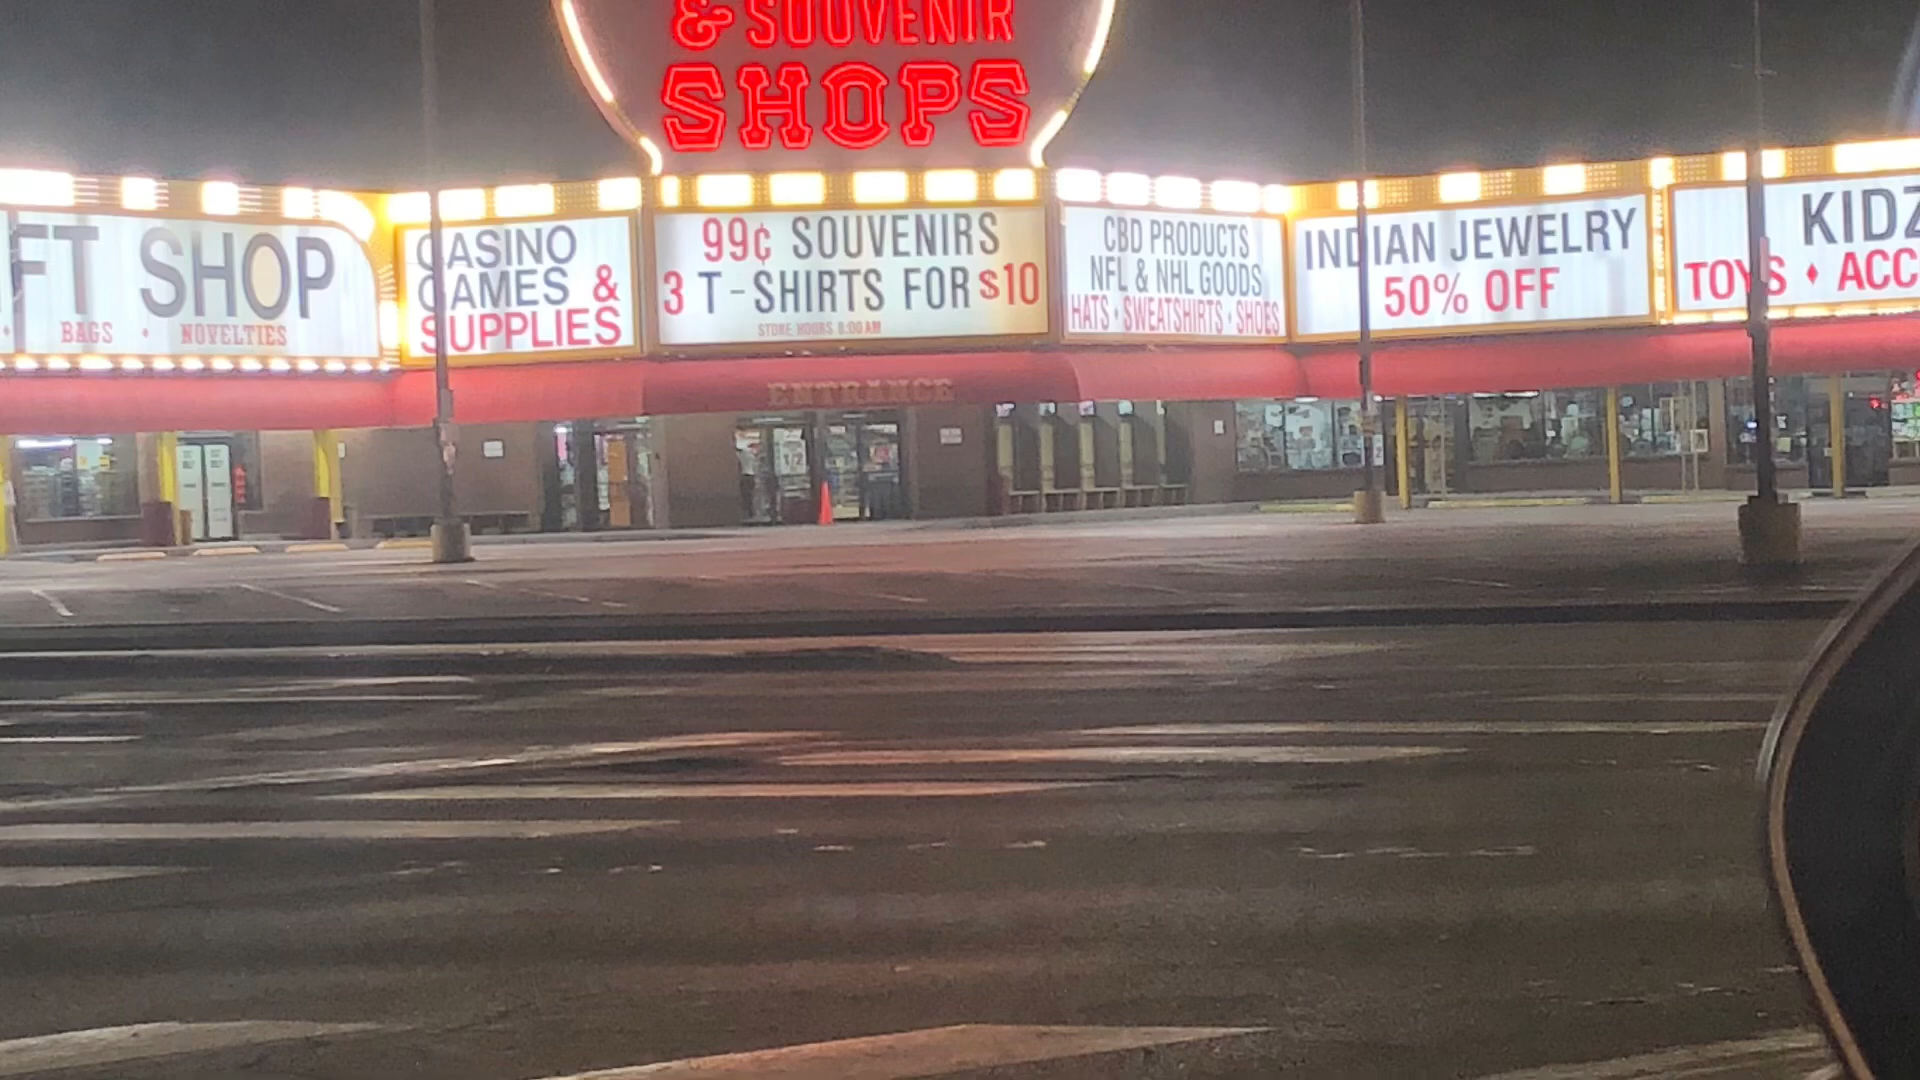 & SOUVENIR
SHOPS
FT SHOP
BAGS • NOVELTIES
CASINO
GAMES &
SUPPLIES
99¢ SOUVENIRS
3 T-SHIRTS FOR $10
STORE HOURS 8:00 AM
CBD PRODUCTS
NFL & NHL GOODS
HATS • SWEATSHIRTS • SHOES
INDIAN JEWELRY
50% OFF
KIDZ
TOYS ♦ ACC
ENTRANCE